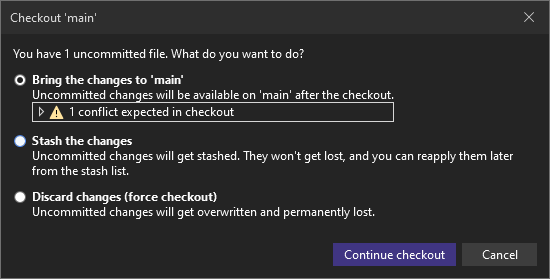 Checkout 'main'
You have 1 uncommitted file. What do you want to do?
Bring the changes to 'main'
Uncommitted changes will be available on 'main' after the checkout.
1 conflict expected in checkout
Stash the changes
Uncommitted changes will get stashed. They won't get lost, and you can reapply them later
from the stash list.
Discard changes (force checkout)
Uncommitted changes will get overwritten and permanently lost.
Continue checkout
Cancel